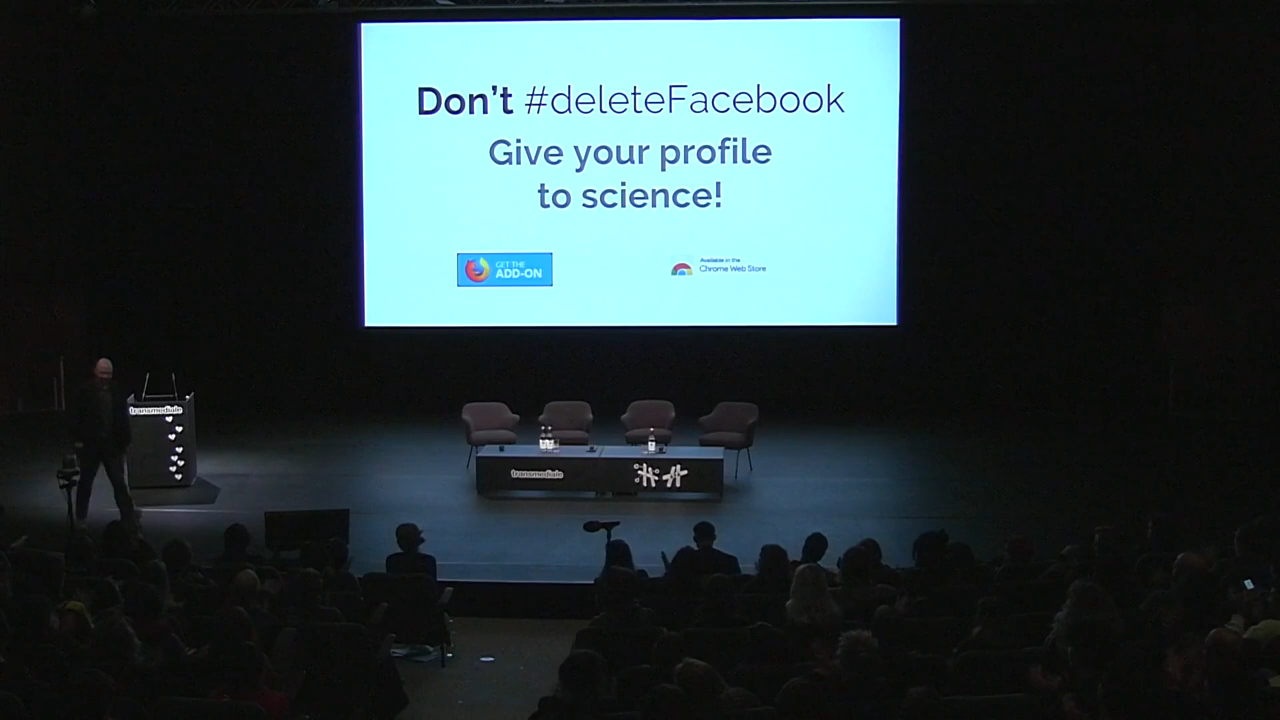 Don't #deleteFacebook
Give your profile
to science!
GET THE
ADD-ON
Available in the
Chrome Web Store
transmediale
transmediale